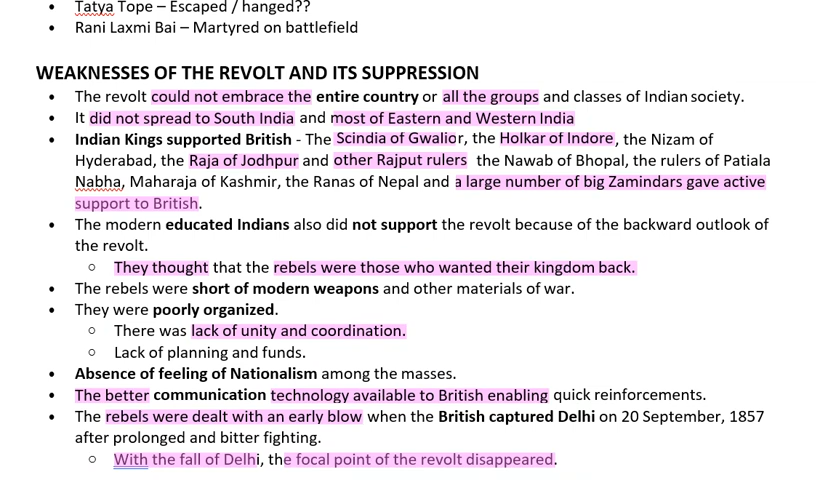 • Tatya Tope – Escaped / hanged??
• Rani Laxmi Bai – Martyred on battlefield
WEAKNESSES OF THE REVOLT AND ITS SUPPRESSION
• The revolt could not embrace the entire country or all the groups and classes of Indian society.
• It did not spread to South India and most of Eastern and Western India
• Indian Kings supported British - The Scindia of Gwalior, the Holkar of Indore, the Nizam of
Hyderabad, the Raja of Jodhpur and other Rajput rulers the Nawab of Bhopal, the rulers of Patiala
Nabha, Maharaja of Kashmir, the Ranas of Nepal and a large number of big Zamindars gave active
support to British.
• The modern educated Indians also did not support the revolt because of the backward outlook of
the revolt.
○ They thought that the rebels were those who wanted their kingdom back.
• The rebels were short of modern weapons and other materials of war.
• They were poorly organized.
○ There was lack of unity and coordination.
○ Lack of planning and funds.
• Absence of feeling of Nationalism among the masses.
• The better communication technology available to British enabling quick reinforcements.
• The rebels were dealt with an early blow when the British captured Delhi on 20 September, 1857
after prolonged and bitter fighting.
○ With the fall of Delhi, the focal point of the revolt disappeared.